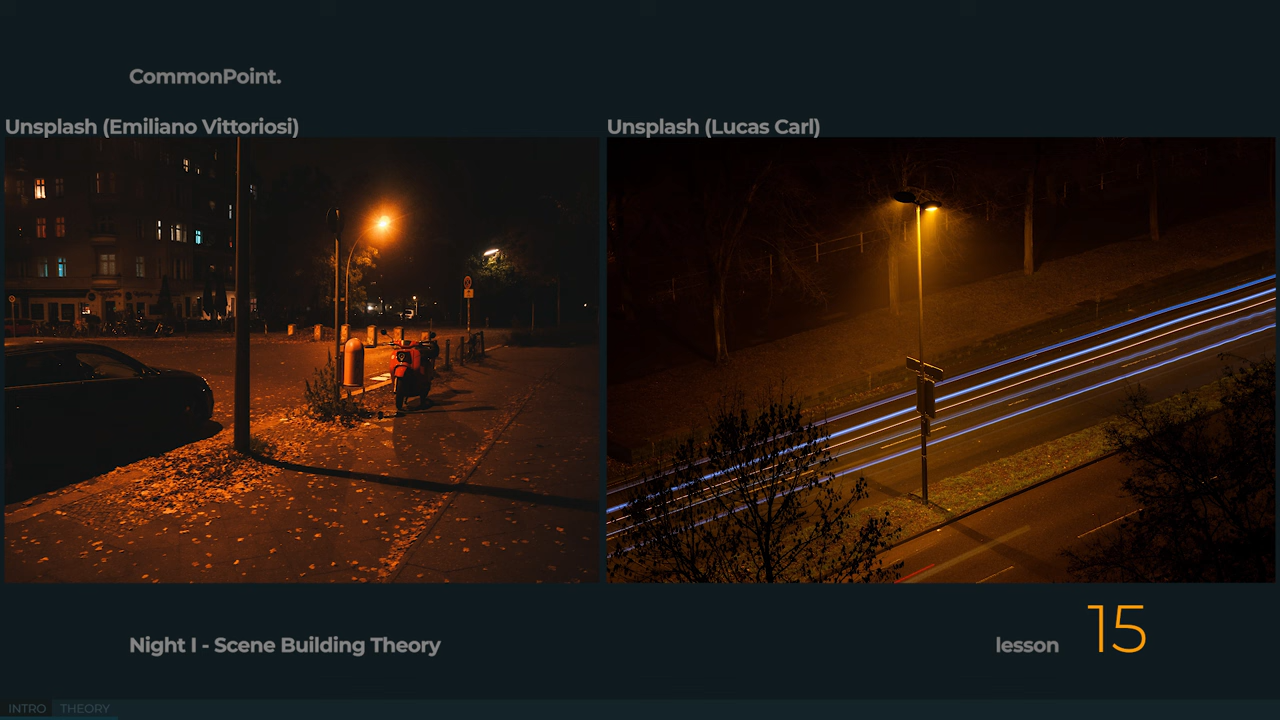 CommonPoint.
Unsplash (Emiliano Vittoriosi)
Unsplash (Lucas Carl)
Night I - Scene Building Theory
lesson 15
INTRO THEORY